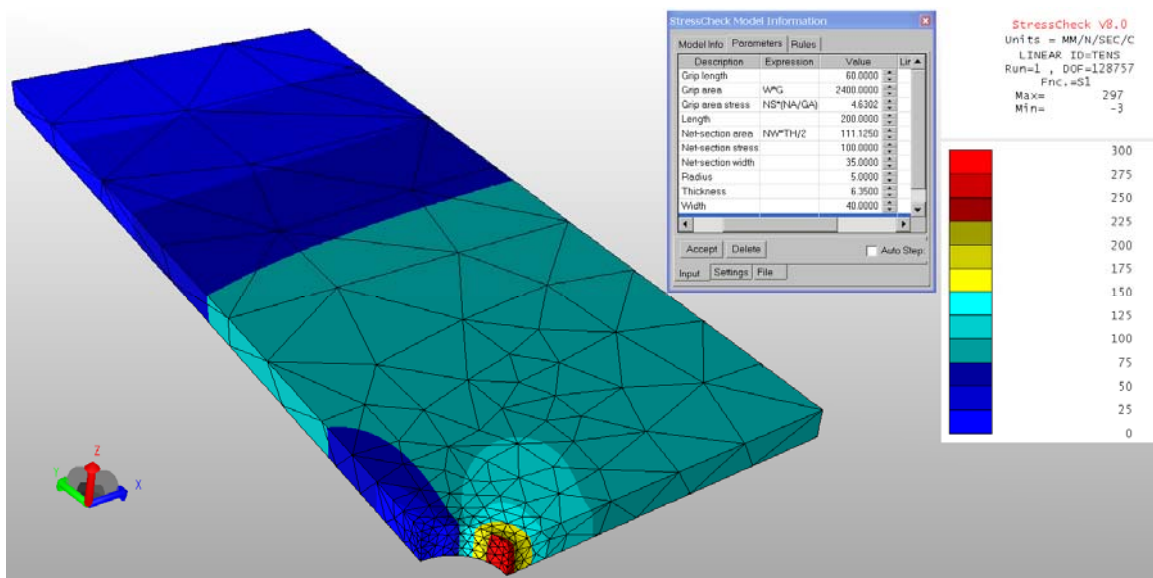 StressCheck Model Information
Model Info Parameters Rules
Description Expression Value Lir
Grip length 60.0000
Grip area W*G 2400.0000
Grip area stress NS*(NA/GA) 4.6302
Length 200.0000
Net-section area NW*TH/2 111.1250
Net-section stress 100.0000
Net-section width 35.0000
Radius 5.0000
Thickness 6.3500
Width 40.0000
Accept Delete Auto Step:
Input Settings File
StressCheck V8.0
Units = MM/N/SEC/C
LINEAR ID=TENS
Run=1 , DOF=128757
Fnc.=S1
Max= 297
Min= -3
300
275
250
225
200
175
150
125
100
75
50
25
0
Z
Y
X